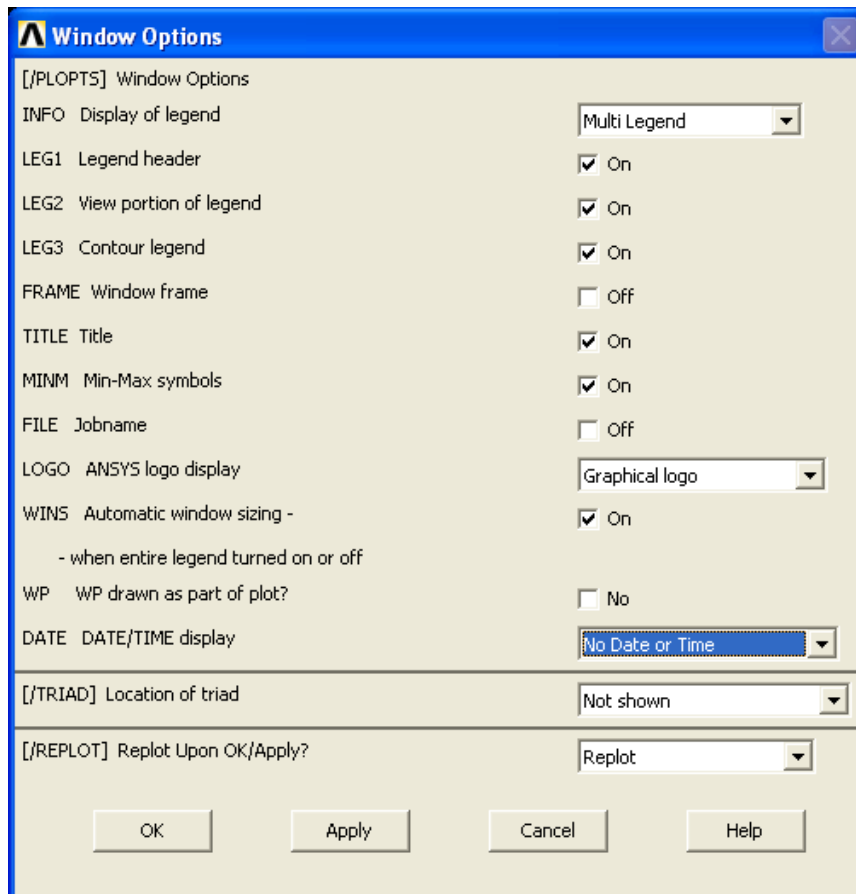 Window Options
[/PLOPTS] Window Options
INFO Display of legend Multi Legend
LEG1 Legend header On
LEG2 View portion of legend On
LEG3 Contour legend On
FRAME Window frame Off
TITLE Title On
MINM Min-Max symbols On
FILE Jobname Off
LOGO ANSYS logo display Graphical logo
WINS Automatic window sizing - On
- when entire legend turned on or off
WP WP drawn as part of plot? No
DATE DATE/TIME display No Date or Time
[/TRIAD] Location of triad Not shown
[/REPLOT] Replot Upon OK/Apply? Replot
OK Apply Cancel Help